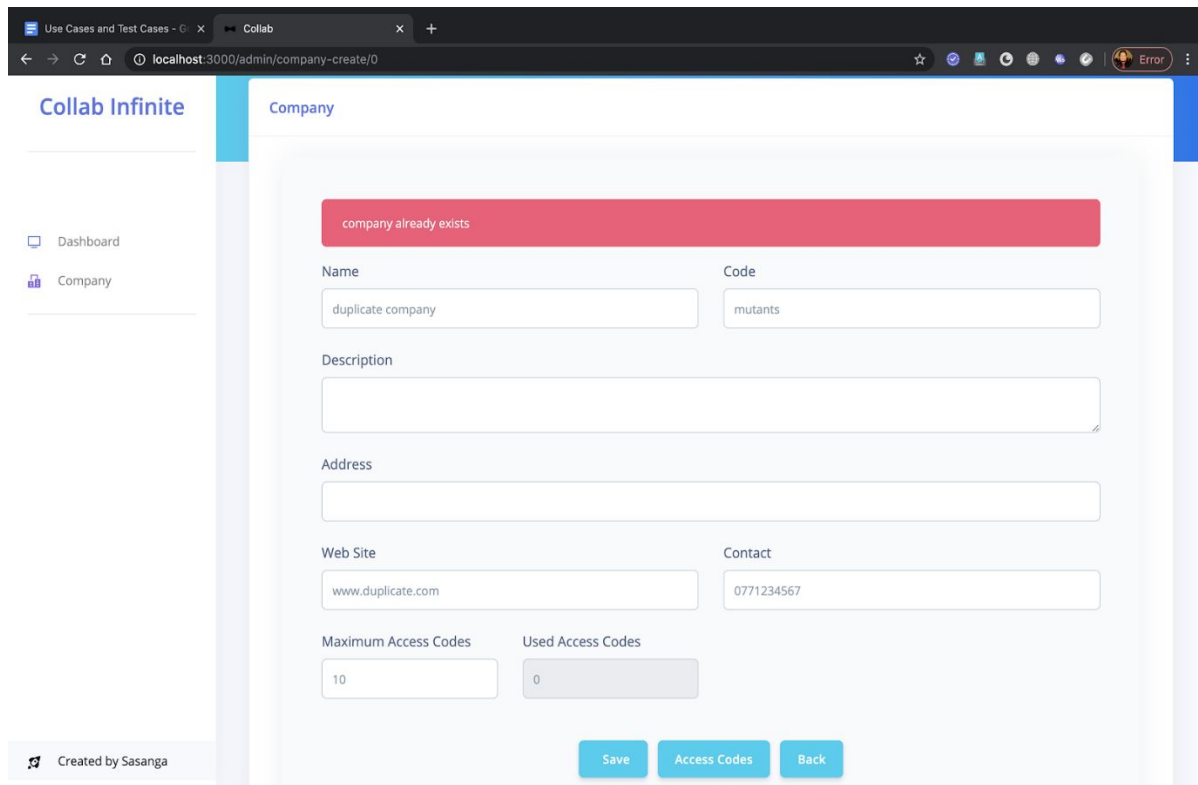 Use Cases and Test Cases - G
Collab
localhost:3000/admin/company-create/0
Error
Collab Infinite
Company
Dashboard
Company
company already exists
Name
Code
duplicate company
mutants
Description
Address
Web Site
Contact
www.duplicate.com
0771234567
Maximum Access Codes
Used Access Codes
10
0
Save
Access Codes
Back
Created by Sasanga